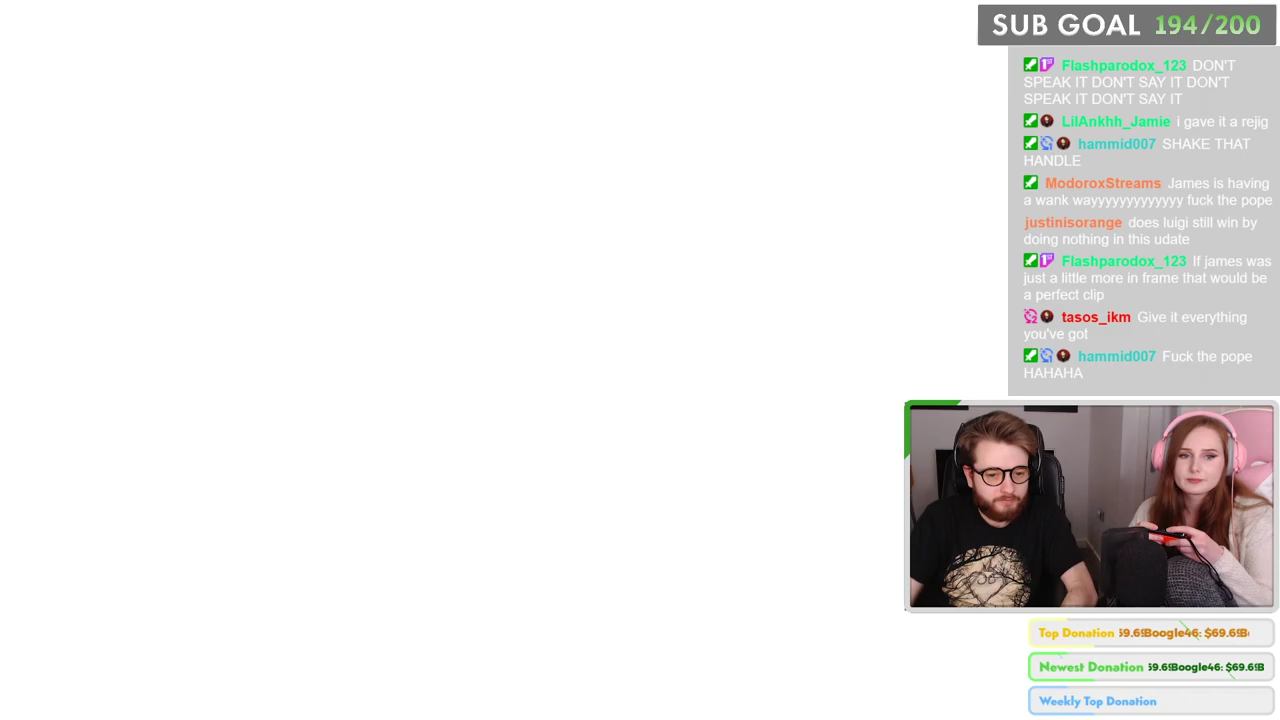 SUB GOAL 194/200
Flashparodox_123 DON'T
SPEAK IT DON'T SAY IT DON'T
SPEAK IT DON'T SAY IT
LilAnkhh_Jamie i gave it a rejig
hammid007 SHAKE THAT
HANDLE
ModoroxStreams James is having
a wank wayyyyyyyyyyyyy fuck the pope
justinisorange does luigi still win by
doing nothing in this udate
Flashparodox_123 If james was
just a little more in frame that would be
a perfect clip
tasos_ikm Give it everything
you've got
hammid007 Fuck the pope
HAHAHA
Top Donation 69.69Boogle46: $69.69B
Newest Donation 69.69Boogle46: $69.69B
Weekly Top Donation